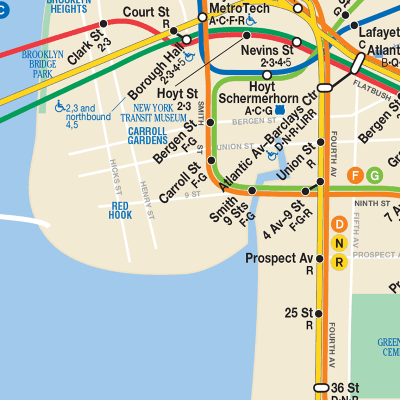 BROOKLYN
HEIGHTS
Court St
R
MetroTech
A·C·F·R
Clark St
2·3
Borough Hall
2·3·4·5
Nevins St
2·3·4·5
Lafayette
C
Atlantic
B·Q
BROOKLYN
BRIDGE
PARK
C
2,3 and
northbound
4,5
Hoyt St
2·3
Hoyt
Schermerhorn
A·C·G
FLATBUSH
NEW YORK
TRANSIT MUSEUM
CARROLL
GARDENS
SMITH
ST
BERGEN ST
Bergen St
F·G
Bergen St
UNION ST
Atlantic Av–Barclays Ctr
D·N·R·LIRR
Union St
R
FOURTH AV
Carroll St
F·G
HICKS ST
HENRY ST
9 ST
RED
HOOK
Smith
9 Sts
F·G
4 Av–9 St
F·G·R
F G
NINTH ST
D
N
R
FIFTH AV
7 A
PROSPECT A
Prospect Av
R
25 St
R
FOURTH AV
GREEN
CEM
36 St
D·N·R